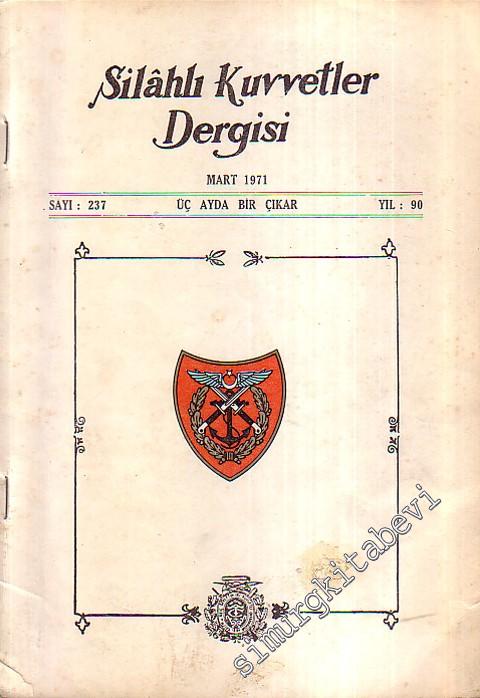 Silâhlı Kuvvetler
Dergisi
MART 1971
SAYI : 237 ÜÇ AYDA BİR ÇIKAR YIL : 90
simurgkitabevi